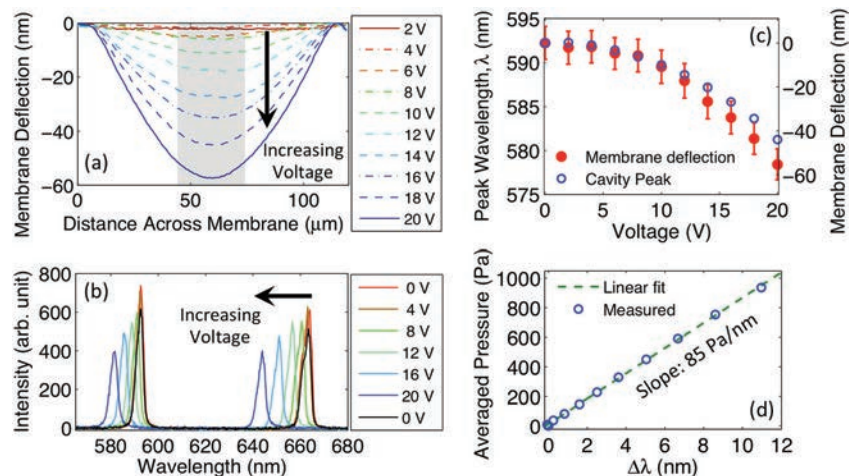 Membrane Deflection (nm)
0
−20
−40
−60
0
50
100
Distance Across Membrane (μm)
(a)
Increasing
Voltage
2 V
4 V
6 V
8 V
10 V
12 V
14 V
16 V
18 V
20 V
Peak Wavelength, λ (nm)
595
590
585
580
575
0
5
10
15
20
Voltage (V)
(c)
Membrane deflection
Cavity Peak
0
−20
−40
−60
Membrane Deflection (nm)
Intensity (arb. unit)
800
600
400
200
0
580
600
620
640
660
680
Wavelength (nm)
(b)
Increasing
Voltage
0 V
4 V
8 V
12 V
16 V
20 V
0 V
Averaged Pressure (Pa)
1000
800
600
400
200
0
0
2
4
6
8
10
12
Δλ (nm)
Linear fit
Measured
Slope: 85 Pa/nm
(d)